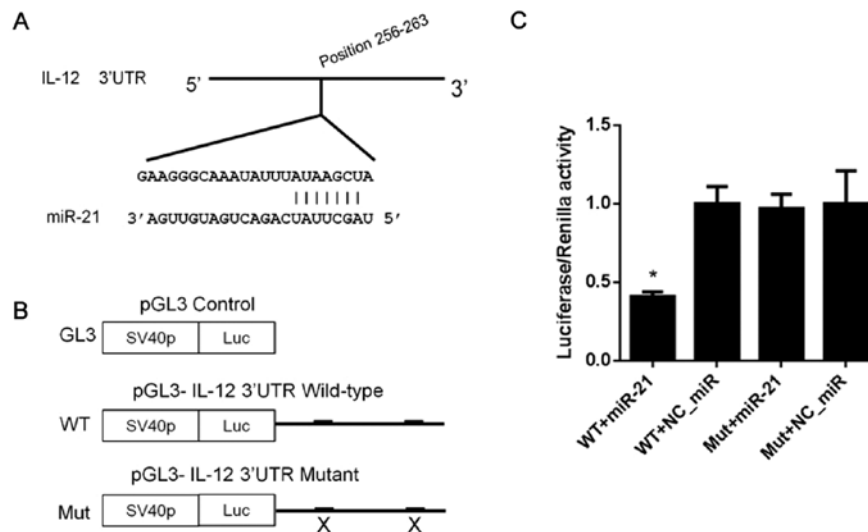 A
Position 256-263
IL-12 3'UTR 5' 3'
GAAGGGCAAAUAUUUAUAAGCUA
miR-21 3'AGUUGUAGUCAGACUAUUCGAU 5'
B
pGL3 Control
GL3 SV40p Luc
pGL3- IL-12 3'UTR Wild-type
WT SV40p Luc
pGL3- IL-12 3'UTR Mutant
Mut SV40p Luc
X X
C
Luciferase/Renilla activity
1.5
1.0
0.5
0.0
*
WT+miR-21
WT+NC_miR
Mut+miR-21
Mut+NC_miR